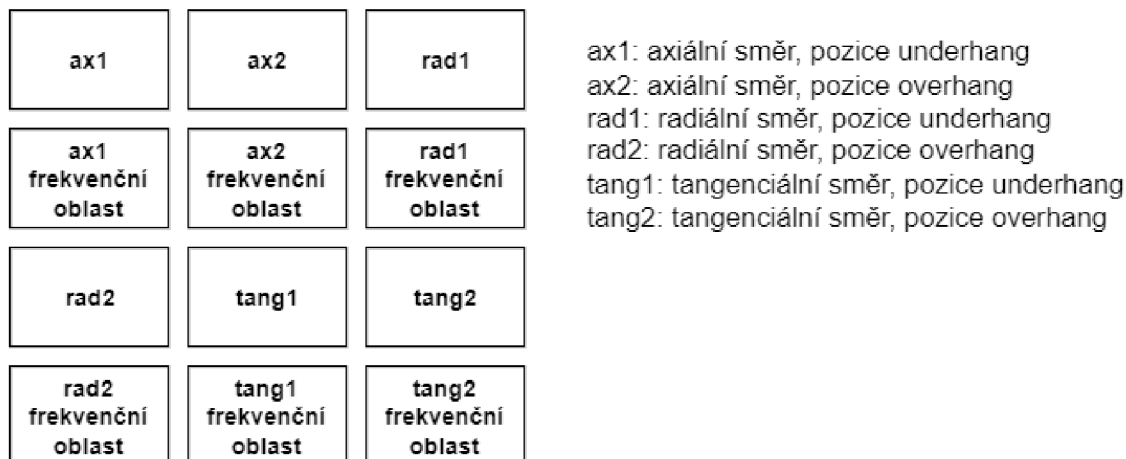 ax1
ax2
rad1
ax1
frekvenční
oblast
ax2
frekvenční
oblast
rad1
frekvenční
oblast
rad2
tang1
tang2
rad2
frekvenční
oblast
tang1
frekvenční
oblast
tang2
frekvenční
oblast
ax1: axiální směr, pozice underhang
ax2: axiální směr, pozice overhang
rad1: radiální směr, pozice underhang
rad2: radiální směr, pozice overhang
tang1: tangenciální směr, pozice underhang
tang2: tangenciální směr, pozice overhang